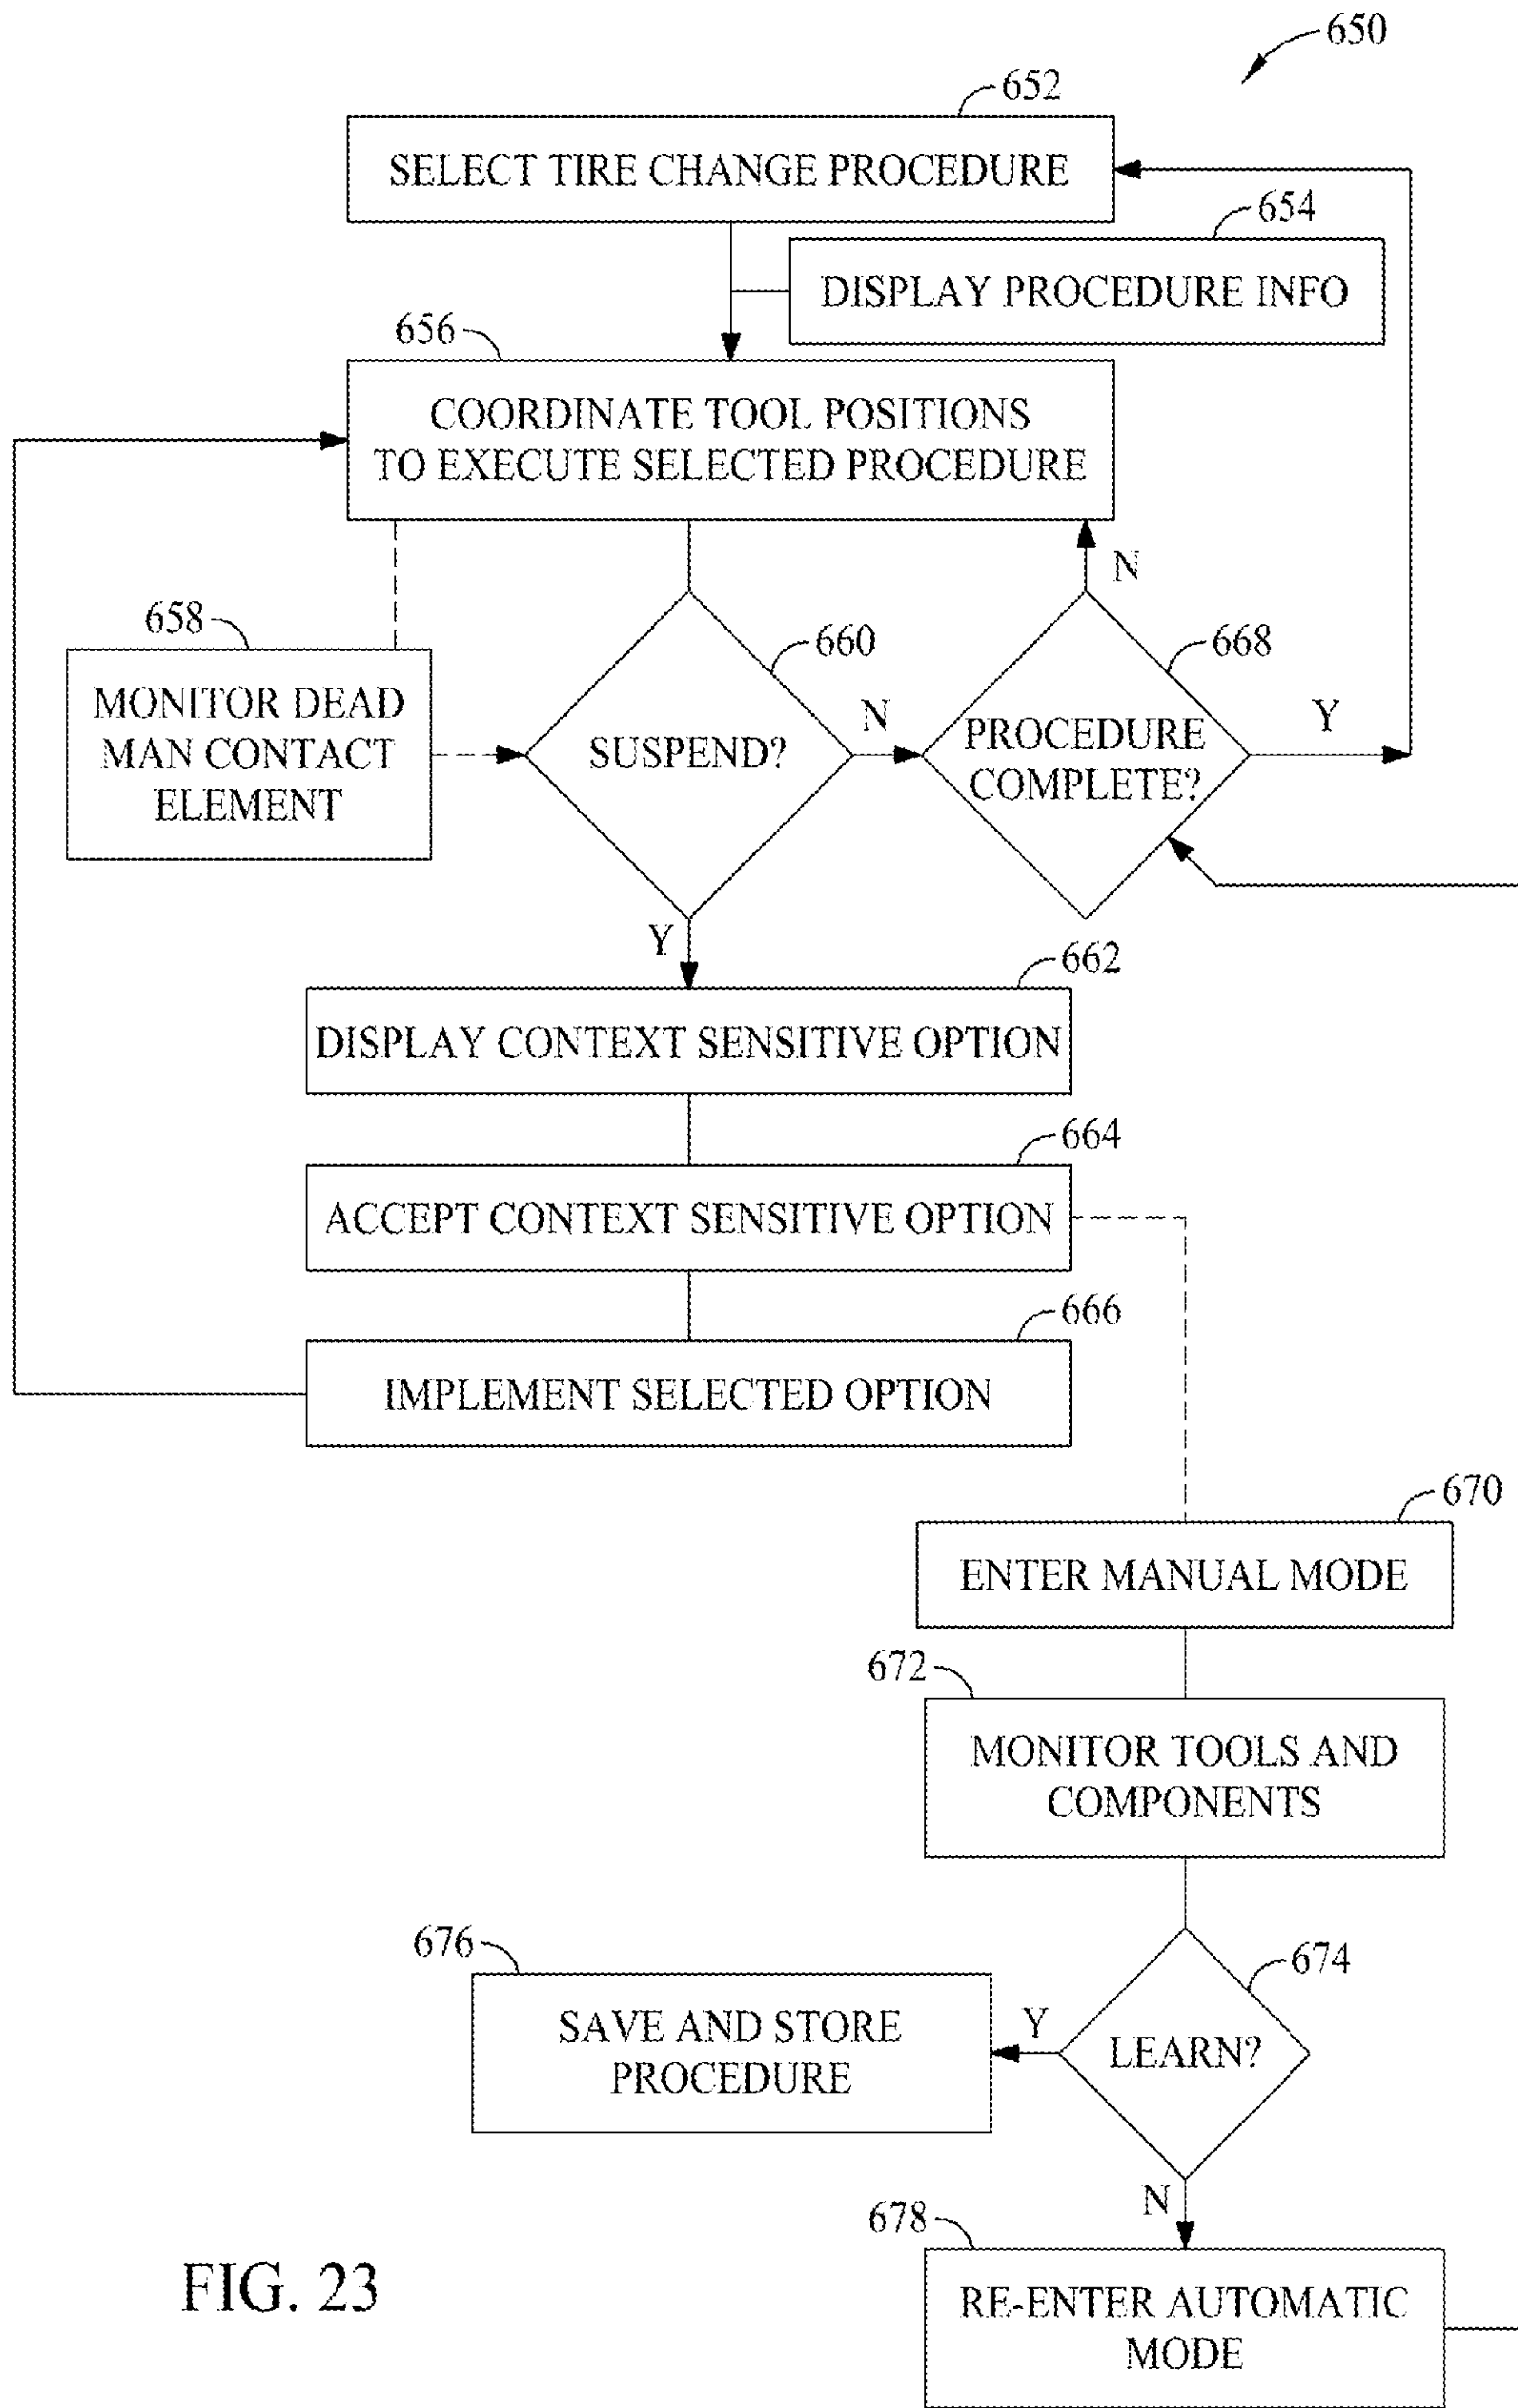 650
652
SELECT TIRE CHANGE PROCEDURE
654
DISPLAY PROCEDURE INFO
656
COORDINATE TOOL POSITIONS
TO EXECUTE SELECTED PROCEDURE
N
658
660
668
MONITOR DEAD
MAN CONTACT
ELEMENT
SUSPEND?
N
PROCEDURE
COMPLETE?
Y
Y
662
DISPLAY CONTEXT SENSITIVE OPTION
664
ACCEPT CONTEXT SENSITIVE OPTION
666
IMPLEMENT SELECTED OPTION
670
ENTER MANUAL MODE
672
MONITOR TOOLS AND
COMPONENTS
676
674
SAVE AND STORE
PROCEDURE
Y
LEARN?
N
678
RE-ENTER AUTOMATIC
MODE
FIG. 23